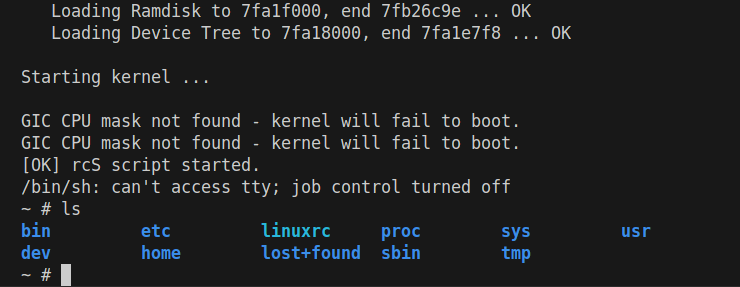 Loading Ramdisk to 7fa1f000, end 7fb26c9e ... OK
Loading Device Tree to 7fa18000, end 7fa1e7f8 ... OK
Starting kernel ...
GIC CPU mask not found - kernel will fail to boot.
GIC CPU mask not found - kernel will fail to boot.
[OK] rcS script started.
/bin/sh: can't access tty; job control turned off
~ # ls
bin etc linuxrc proc sys usr
dev home lost+found sbin tmp
~ #